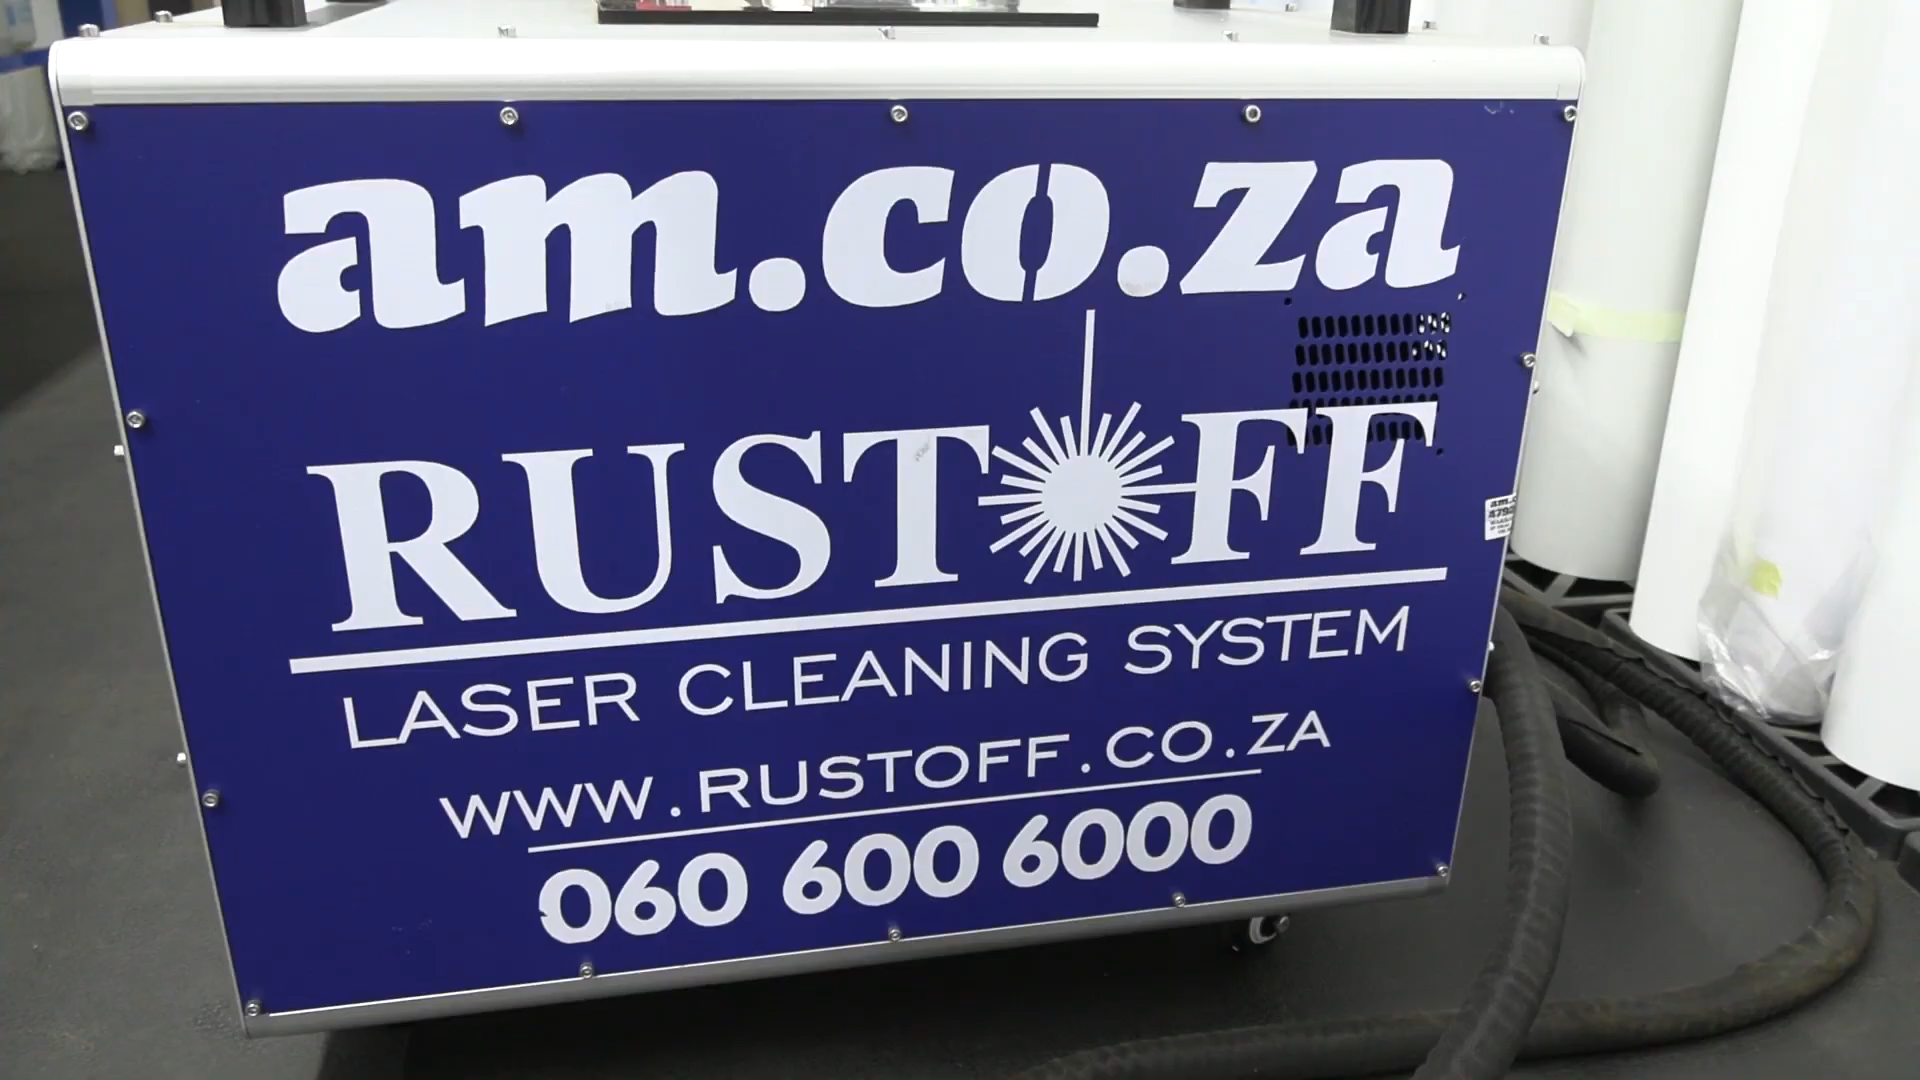 am.co.za
RUSTOFF
LASER CLEANING SYSTEM
WWW.RUSTOFF.CO.ZA
060 600 6000